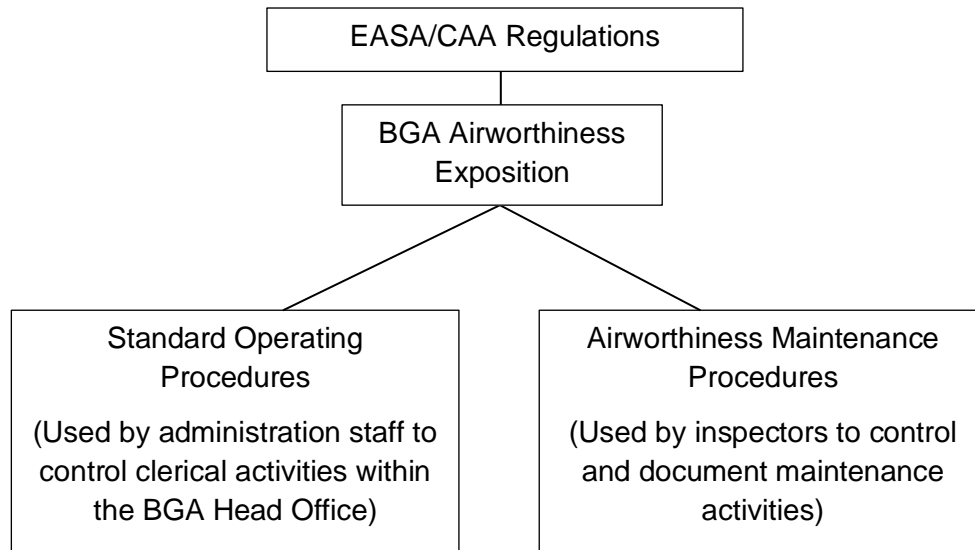 EASA/CAA Regulations
BGA Airworthiness
Exposition
Standard Operating
Procedures
(Used by administration staff to
control clerical activities within
the BGA Head Office)
Airworthiness Maintenance
Procedures
(Used by inspectors to control
and document maintenance
activities)